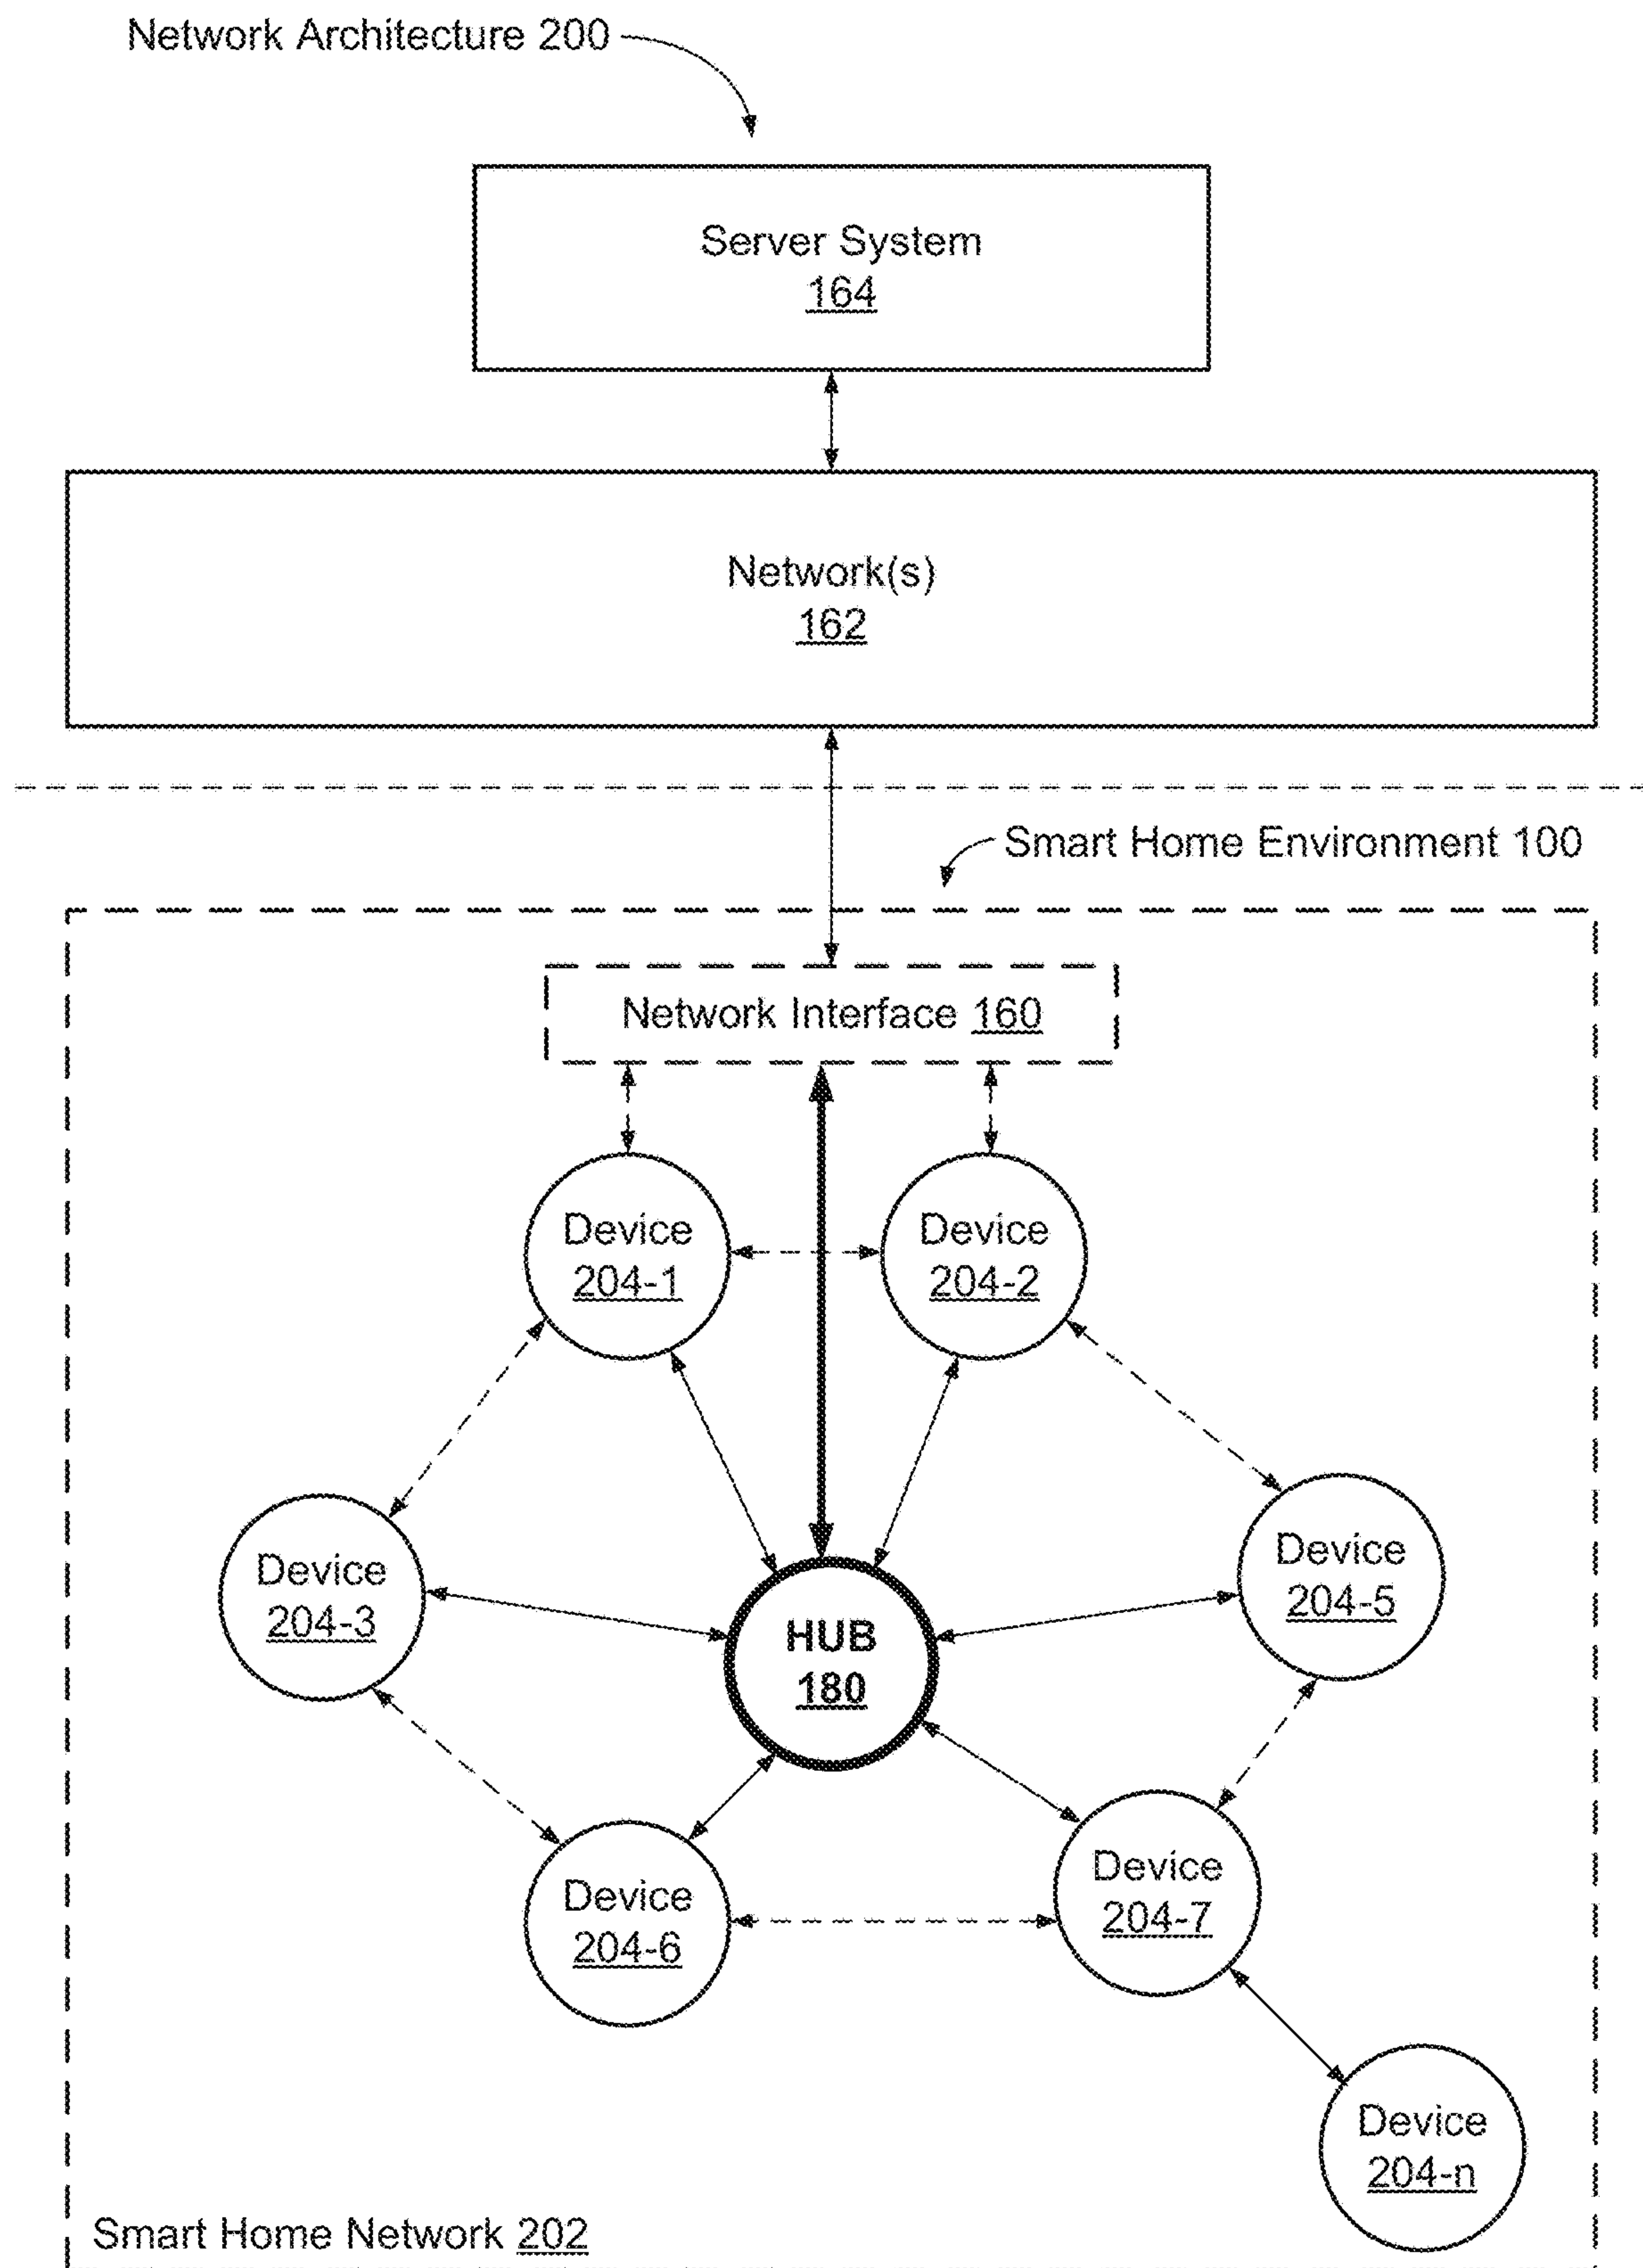 Network Architecture 200
Server System
164
Network(s)
162
Smart Home Environment 100
Network Interface 160
Device
204-1
Device
204-2
Device
204-3
Device
204-5
HUB
180
Device
204-6
Device
204-7
Device
204-n
Smart Home Network 202